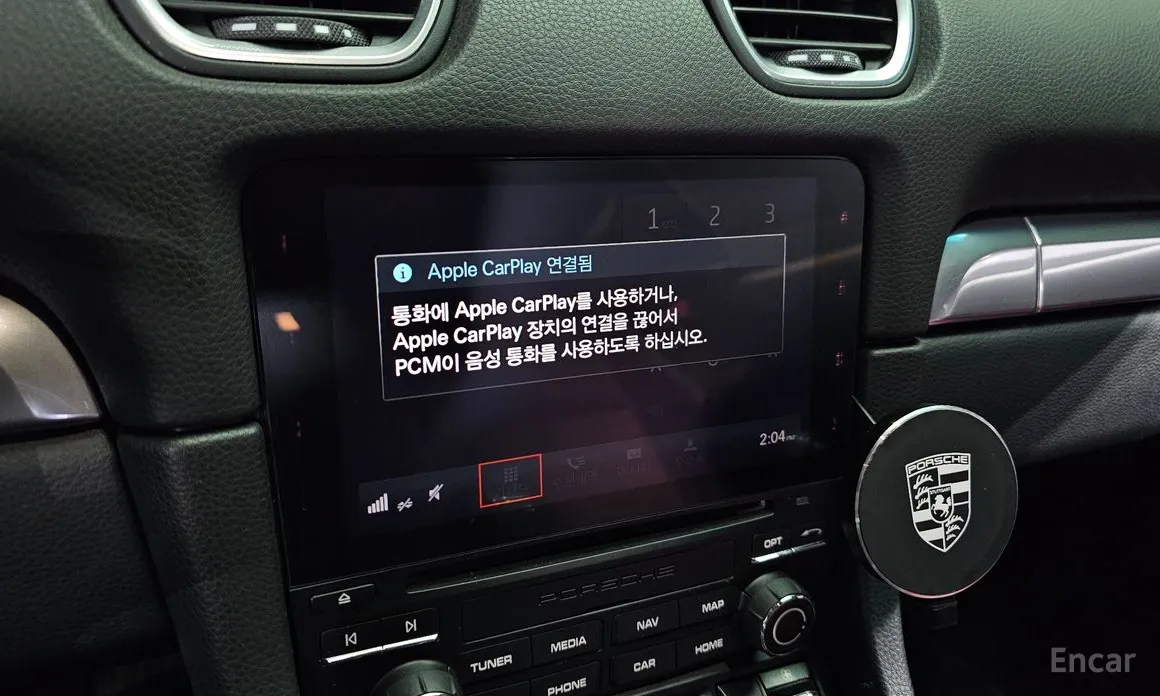 1
2
3
Apple CarPlay 연결됨
통화에 Apple CarPlay를 사용하거나,
Apple CarPlay 장치의 연결을 끊어서
PCM이 음성 통화를 사용하도록 하십시오.
2:04 PM
PORSCHE
STUTTGART
OPT
PORSCHE
TUNER
MEDIA
NAV
MAP
PHONE
CAR
HOME
Encar